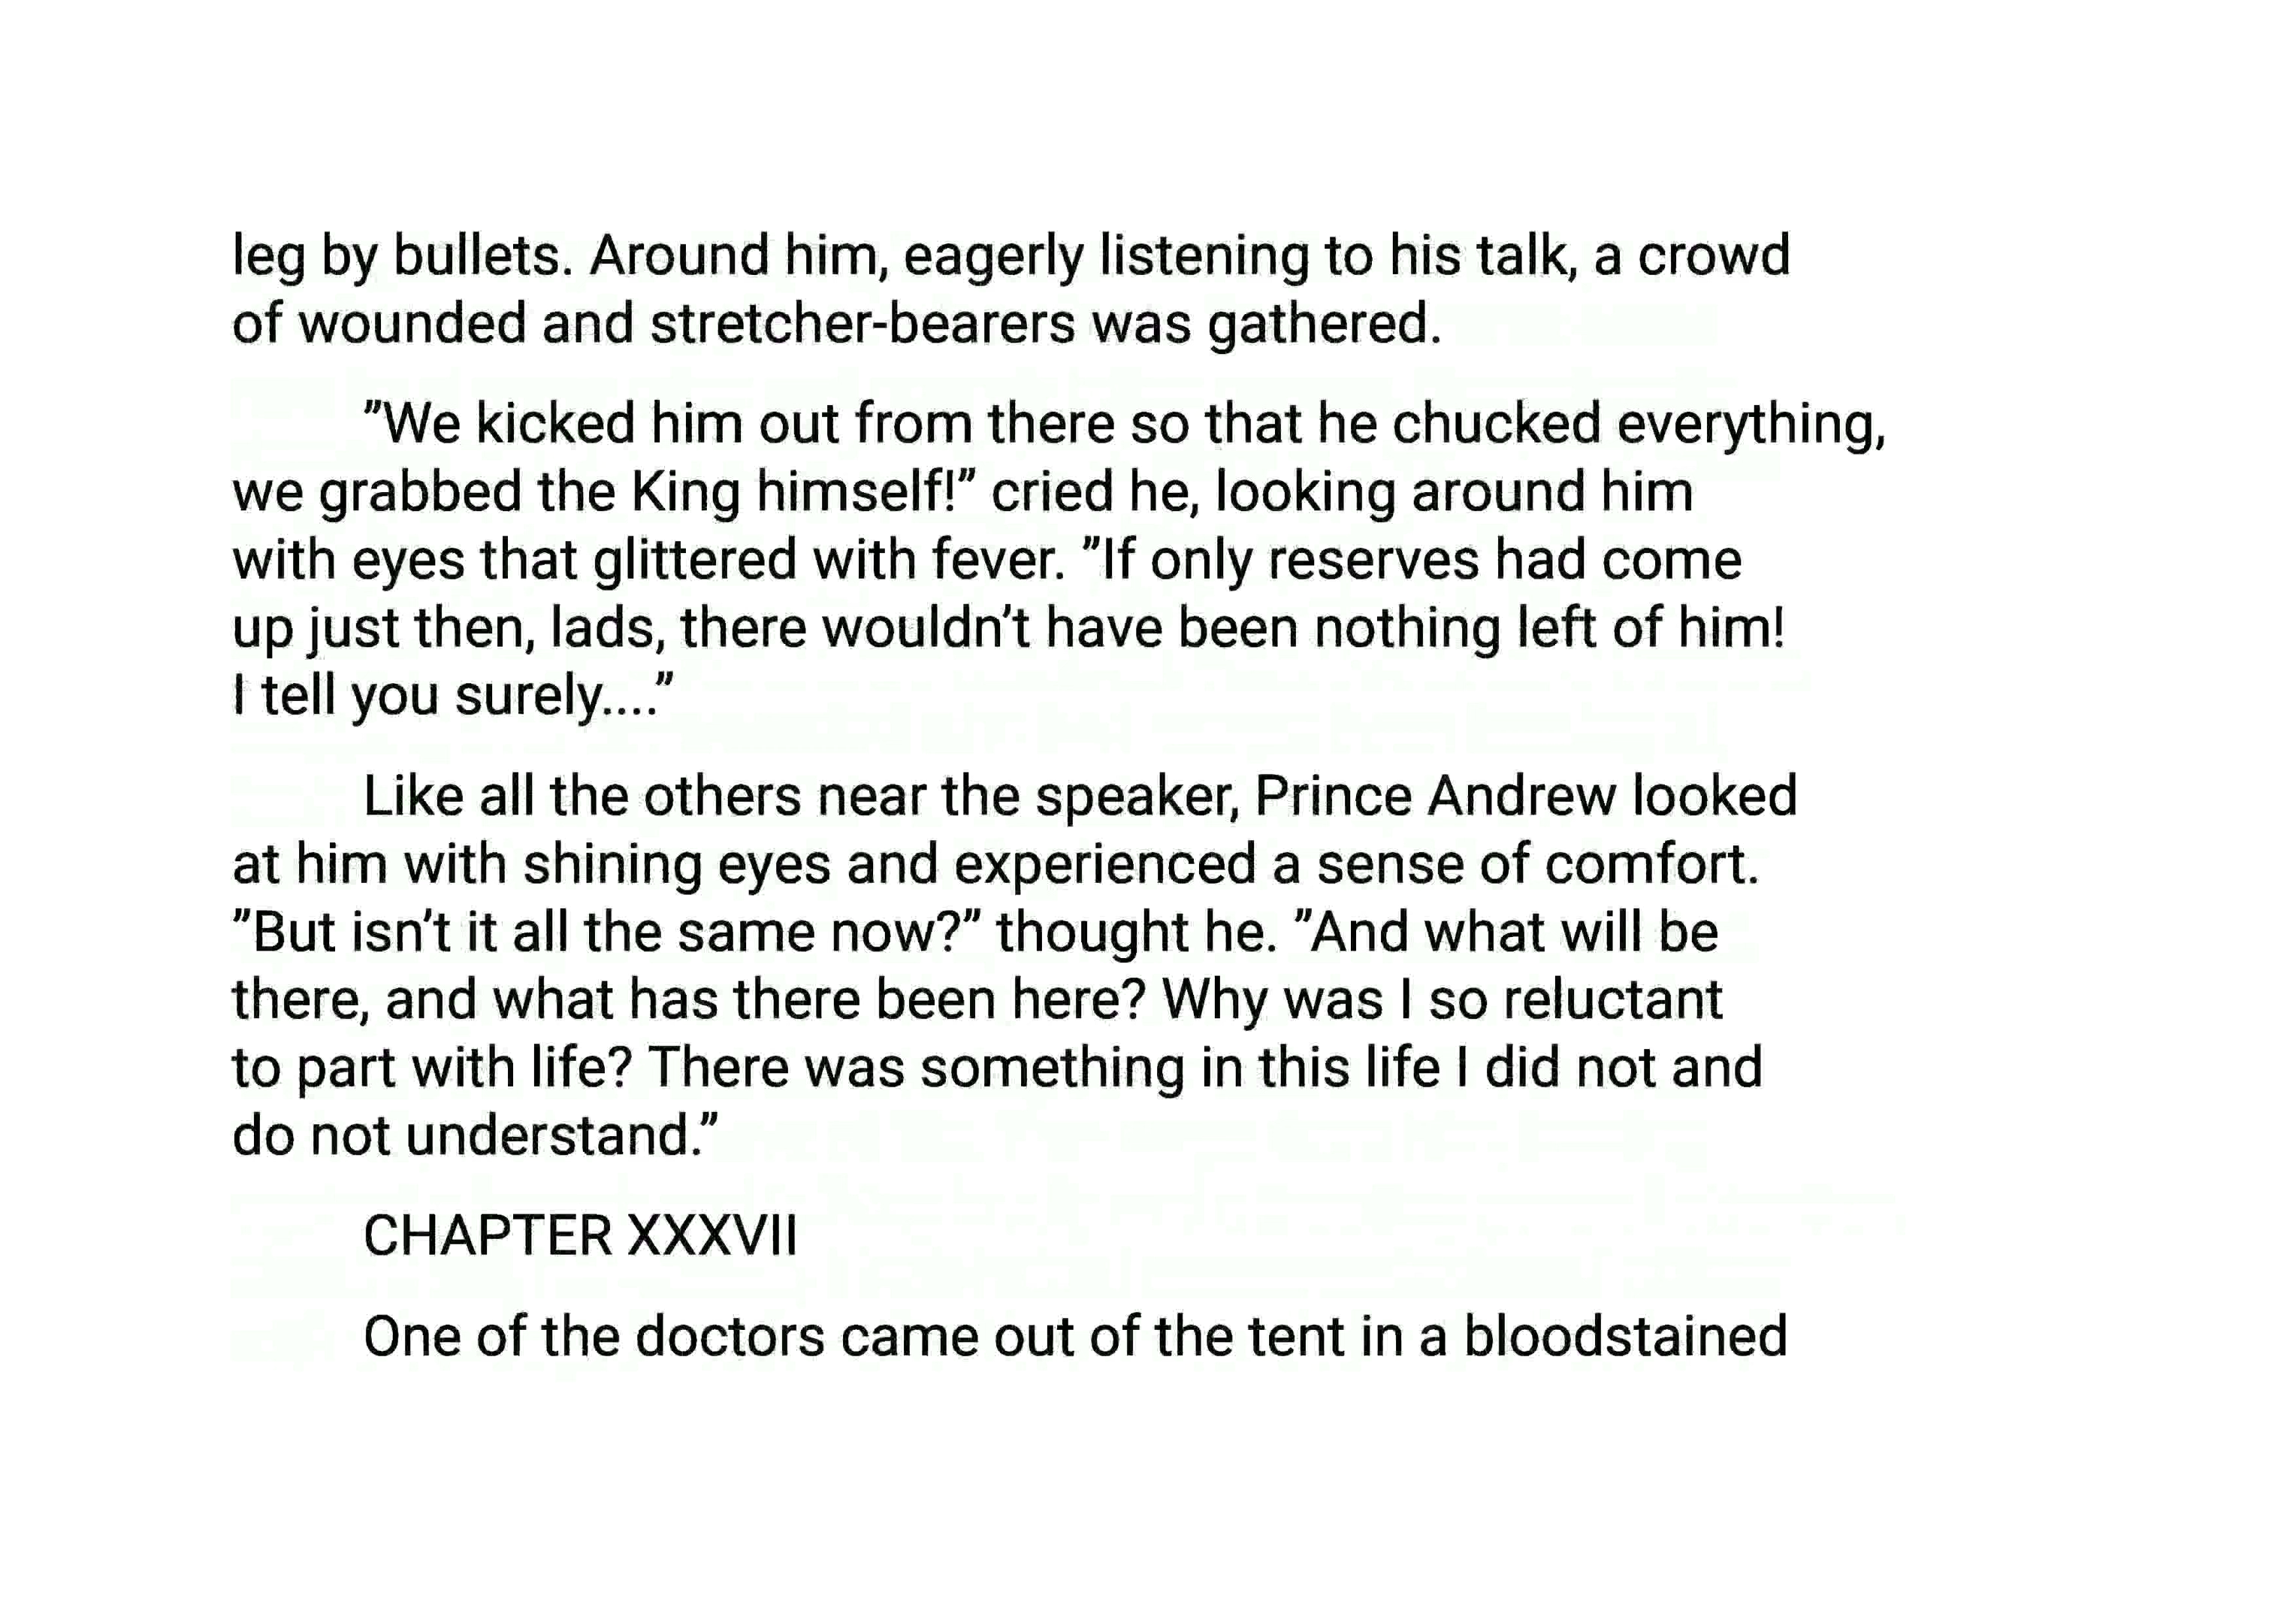 leg by bullets. Around him, eagerly listening to his talk, a crowd
of wounded and stretcher-bearers was gathered.
”We kicked him out from there so that he chucked everything,
we grabbed the King himself!” cried he, looking around him
with eyes that glittered with fever. ”If only reserves had come
up just then, lads, there wouldn’t have been nothing left of him!
I tell you surely....”
Like all the others near the speaker, Prince Andrew looked
at him with shining eyes and experienced a sense of comfort.
”But isn’t it all the same now?” thought he. ”And what will be
there, and what has there been here? Why was I so reluctant
to part with life? There was something in this life I did not and
do not understand.”
CHAPTER XXXVII
One of the doctors came out of the tent in a bloodstained